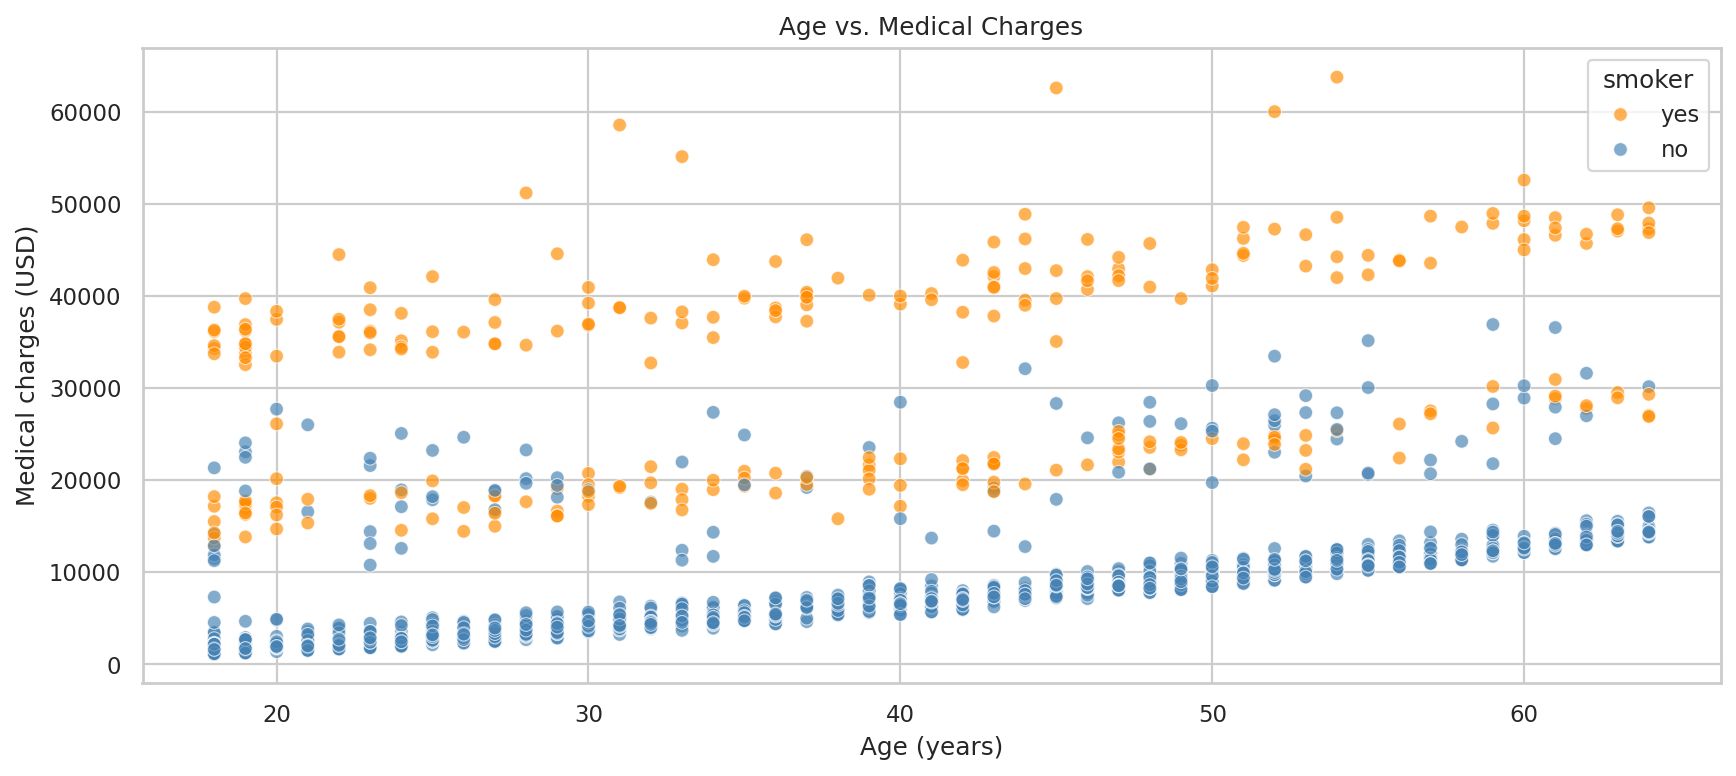 Age vs. Medical Charges
Medical charges (USD)
60000
50000
40000
30000
20000
10000
0
smoker
yes
no
20 30 40 50 60
Age (years)